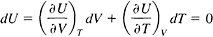 dU = (∂U/∂V)_T dV + (∂U/∂T)_V dT = 0